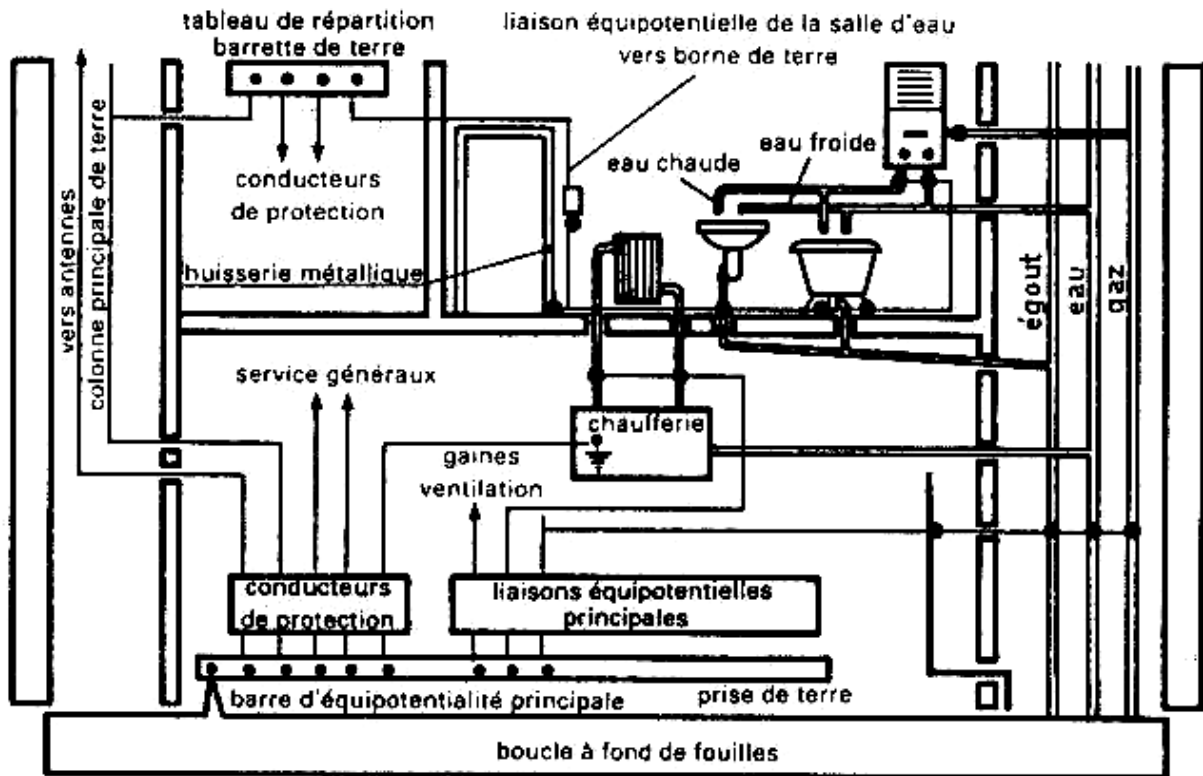 tableau de répartition
barrette de terre
liaison équipotentielle de la salle d'eau
vers borne de terre
vers antennes
colonne principale de terre
conducteurs
de protection
eau chaude
eau froide
huisserie métallique
égout
eau
gaz
service généraux
chaufferie
gaines
ventilation
conducteurs
de protection
liaisons équipotentielles
principales
barre d'équipotentialité principale
prise de terre
boucle à fond de fouilles